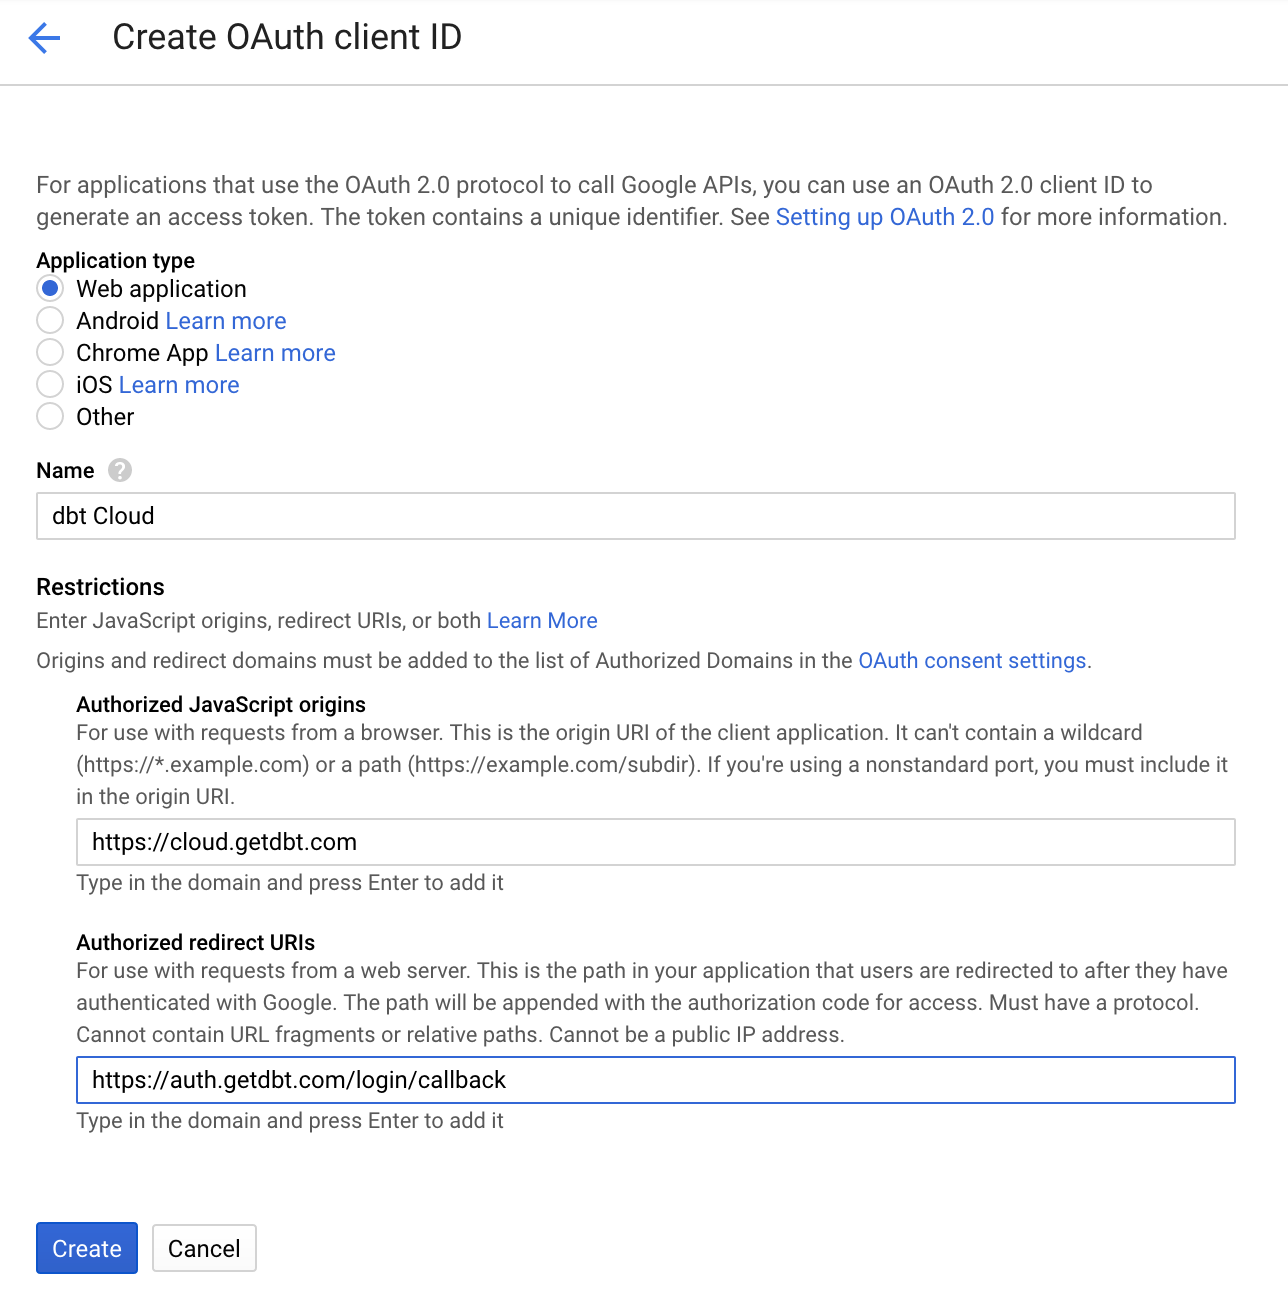 Create OAuth client ID
For applications that use the OAuth 2.0 protocol to call Google APIs, you can use an OAuth 2.0 client ID to
generate an access token. The token contains a unique identifier. See Setting up OAuth 2.0 for more information.
Application type
Web application
Android Learn more
Chrome App Learn more
iOS Learn more
Other
Name ?
dbt Cloud
Restrictions
Enter JavaScript origins, redirect URIs, or both Learn More
Origins and redirect domains must be added to the list of Authorized Domains in the OAuth consent settings.
Authorized JavaScript origins
For use with requests from a browser. This is the origin URI of the client application. It can't contain a wildcard
(https://*.example.com) or a path (https://example.com/subdir). If you're using a nonstandard port, you must include it
in the origin URI.
https://cloud.getdbt.com
Type in the domain and press Enter to add it
Authorized redirect URIs
For use with requests from a web server. This is the path in your application that users are redirected to after they have
authenticated with Google. The path will be appended with the authorization code for access. Must have a protocol.
Cannot contain URL fragments or relative paths. Cannot be a public IP address.
https://auth.getdbt.com/login/callback
Type in the domain and press Enter to add it
Create Cancel